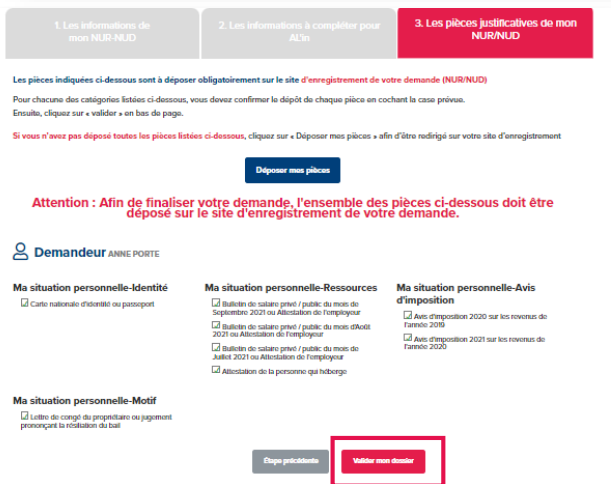 1. Les informations de
mon NUR-NUD
2. Les informations à compléter pour
AL'in
3. Les pièces justificatives de mon
NUR/NUD
Les pièces indiquées ci-dessous sont à déposer obligatoirement sur le site d'enregistrement de votre demande (NUR/NUD)
Pour chacune des catégories listées ci-dessous, vous devez confirmer le dépôt de chaque pièce en cochant la case prévue.
Ensuite, cliquez sur « valider » en bas de page.
Si vous n'avez pas déposé toutes les pièces listées ci-dessous, cliquez sur « Déposer mes pièces » afin d'être redirigé sur votre site d'enregistrement
Déposer mes pièces
Attention : Afin de finaliser votre demande, l'ensemble des pièces ci-dessous doit être
déposé sur le site d'enregistrement de votre demande.
Demandeur ANNE PORTE
Ma situation personnelle-Identité
Carte nationale d'identité ou passeport
Ma situation personnelle-Ressources
Bulletin de salaire privé / public du mois de
Septembre 2021 ou Attestation de l'employeur
Bulletin de salaire privé / public du mois d'Août
2021 ou Attestation de l'employeur
Bulletin de salaire privé / public du mois de
Juillet 2021 ou Attestation de l'employeur
Attestation de la personne qui héberge
Ma situation personnelle-Avis
d'imposition
Avis d'imposition 2020 sur les revenus de
l'année 2019
Avis d'imposition 2021 sur les revenus de
l'année 2020
Ma situation personnelle-Motif
Lettre de congé du propriétaire ou jugement
prononçant la résiliation du bail
Étape précédente
Valider mon dossier